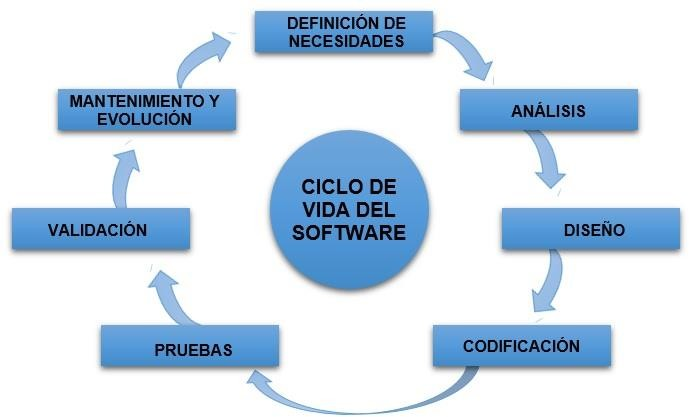 DEFINICIÓN DE
NECESIDADES
ANÁLISIS
DISEÑO
CODIFICACIÓN
PRUEBAS
VALIDACIÓN
MANTENIMIENTO Y
EVOLUCIÓN
CICLO DE
VIDA DEL
SOFTWARE